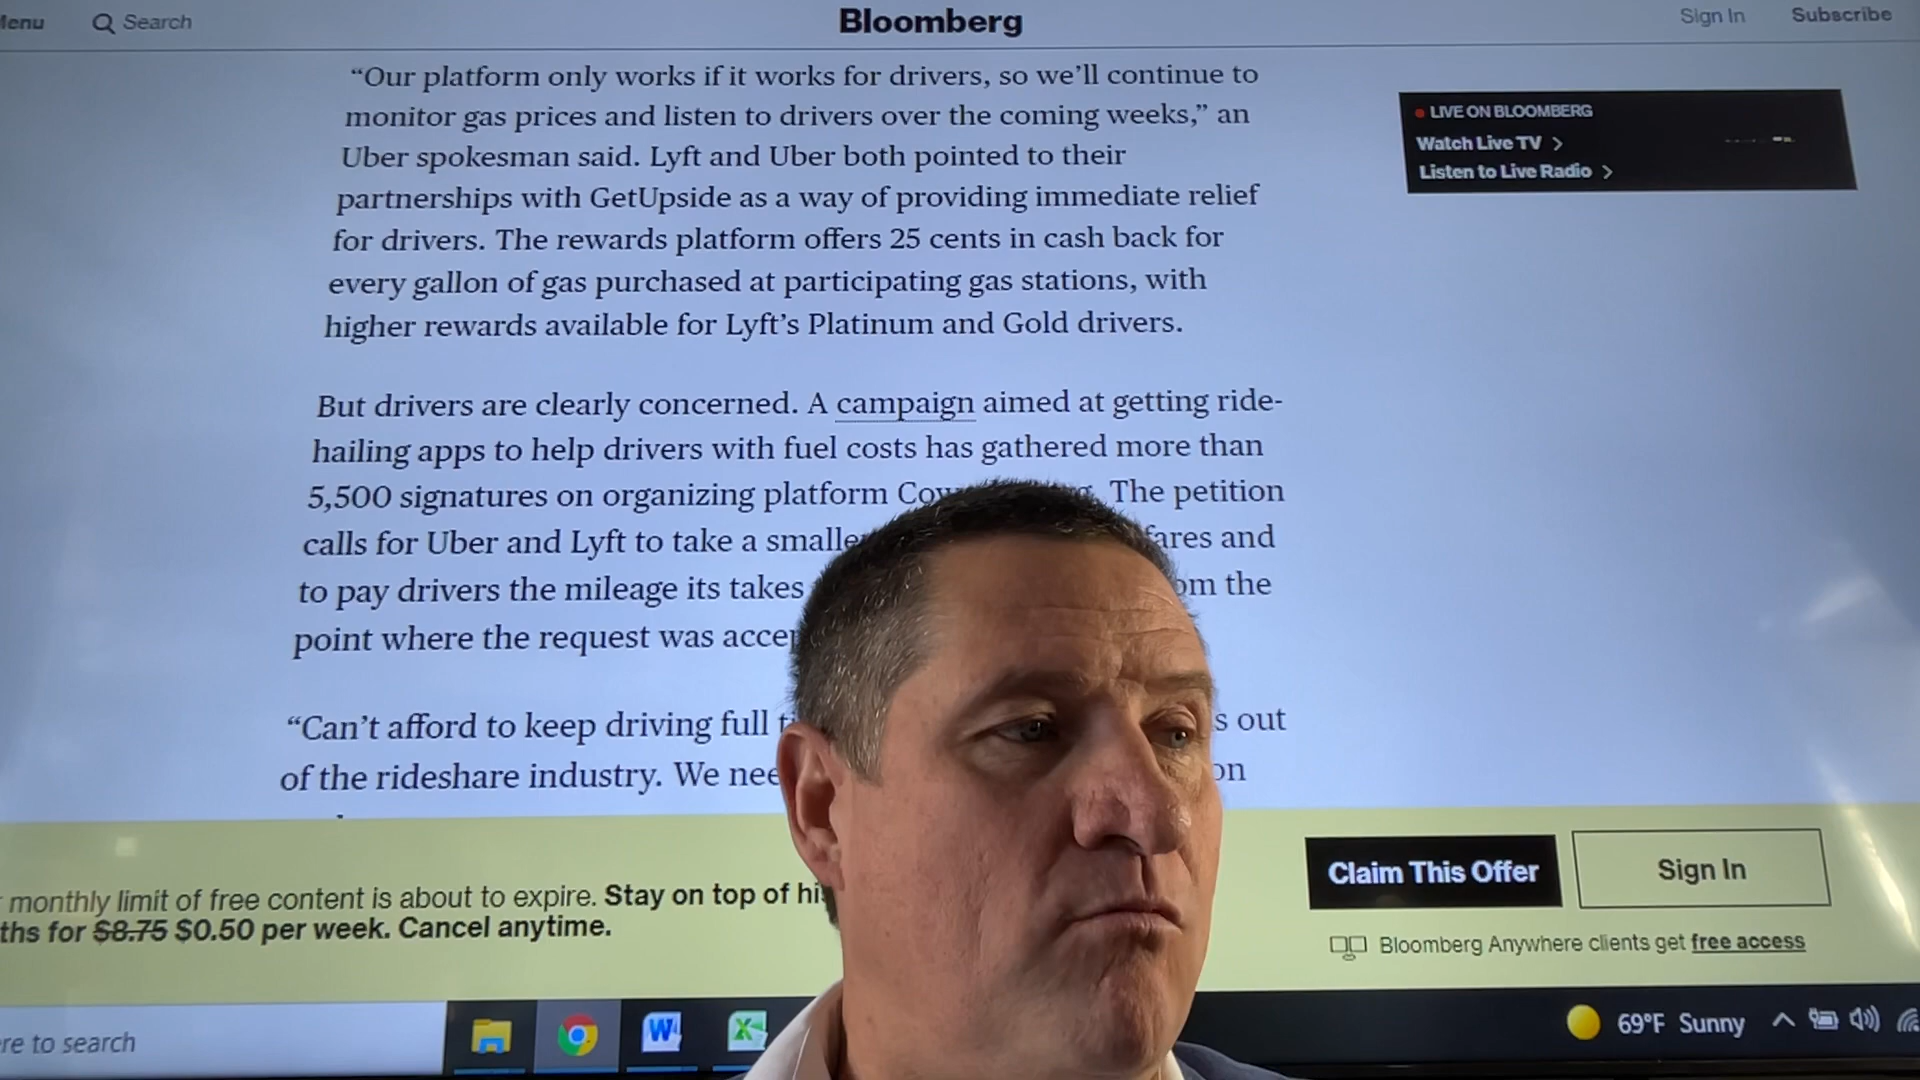 Menu Search Bloomberg Sign In Subscribe
“Our platform only works if it works for drivers, so we’ll continue to
monitor gas prices and listen to drivers over the coming weeks,” an
Uber spokesman said. Lyft and Uber both pointed to their
partnerships with GetUpside as a way of providing immediate relief
for drivers. The rewards platform offers 25 cents in cash back for
every gallon of gas purchased at participating gas stations, with
higher rewards available for Lyft’s Platinum and Gold drivers.
LIVE ON BLOOMBERG
Watch Live TV >
Listen to Live Radio >
But drivers are clearly concerned. A campaign aimed at getting ride-
hailing apps to help drivers with fuel costs has gathered more than
5,500 signatures on organizing platform The petition
calls for Uber and Lyft to take a smaller fares and
to pay drivers the mileage its takes the
point where the request was
“Can’t afford to keep driving full out
of the rideshare industry. We
monthly limit of free content is about to expire. Stay on top of
for $8.75 $0.50 per week. Cancel anytime.
Claim This Offer
Sign In
Bloomberg Anywhere clients get free access
to search
69°F Sunny